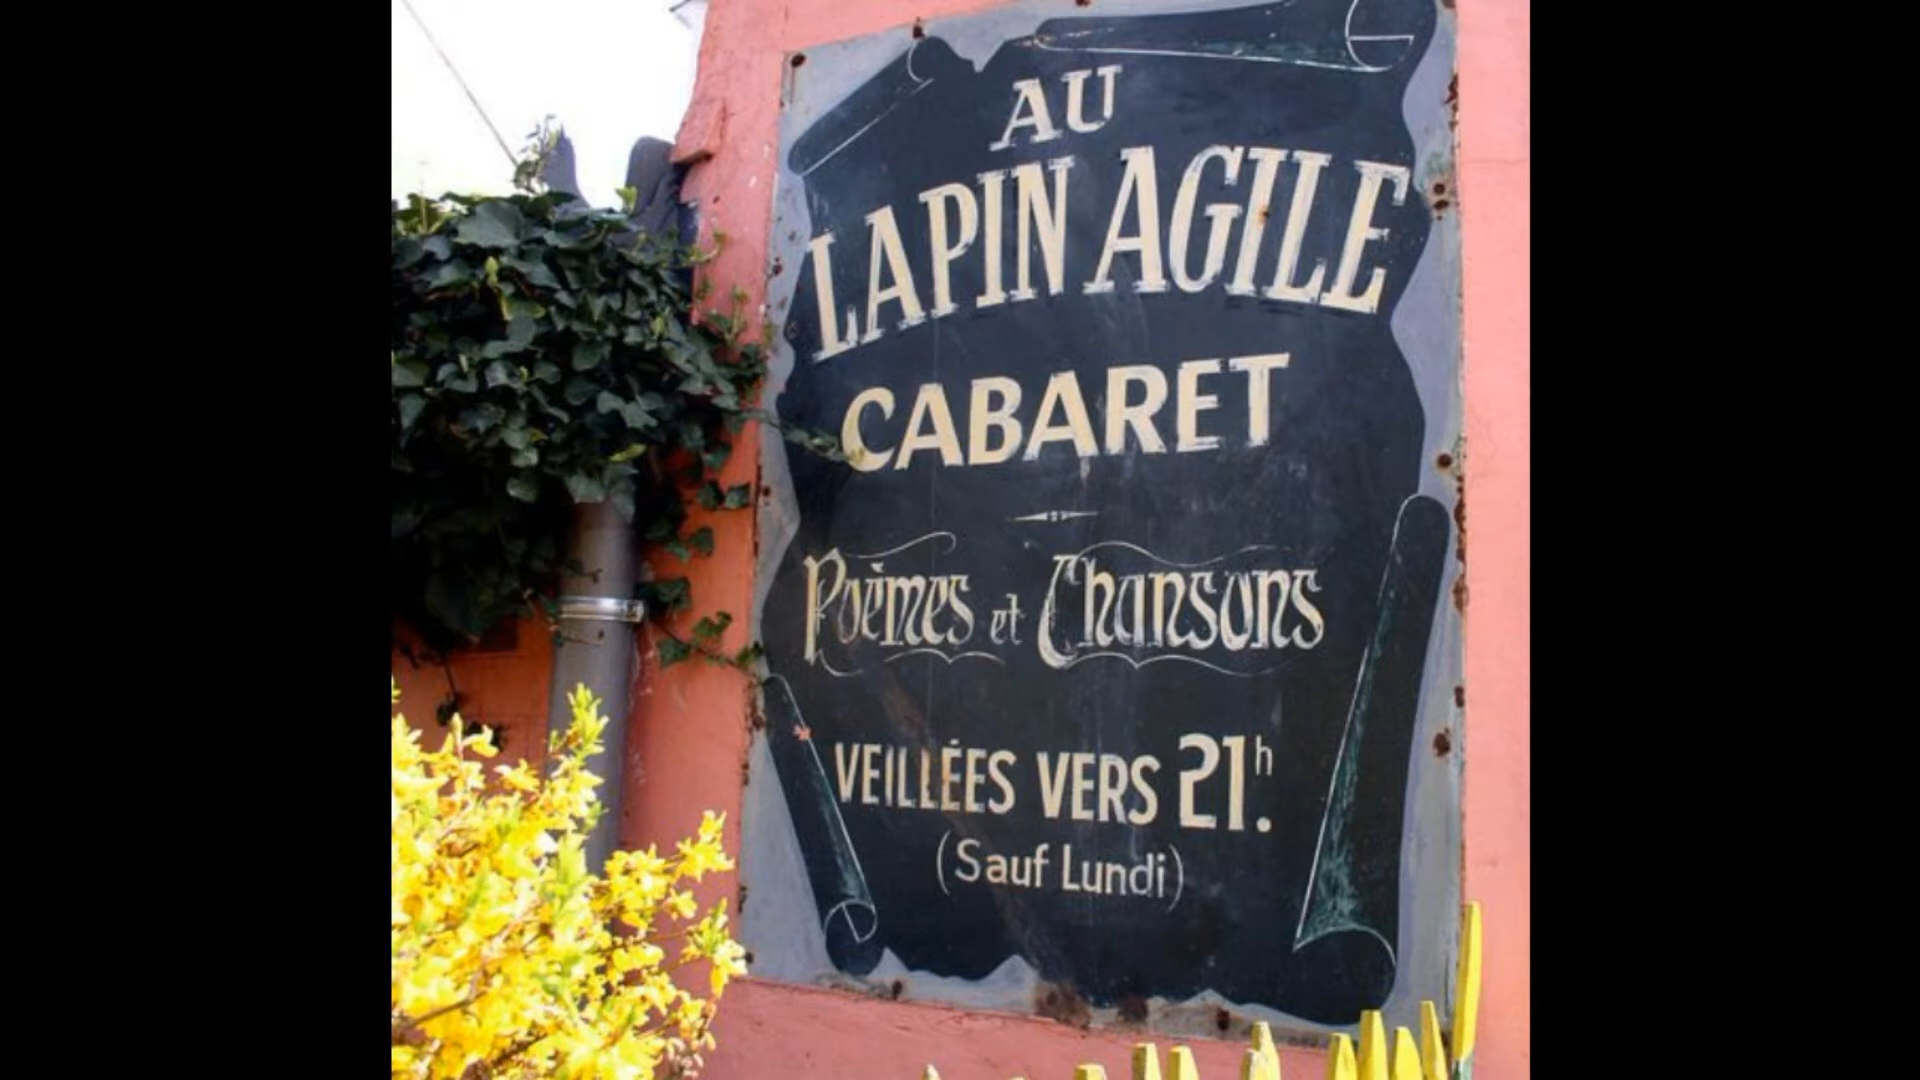 AU
LAPIN AGILE
CABARET
Poèmes et Chansons
VEILLÉES VERS 21h.
(Sauf Lundi)